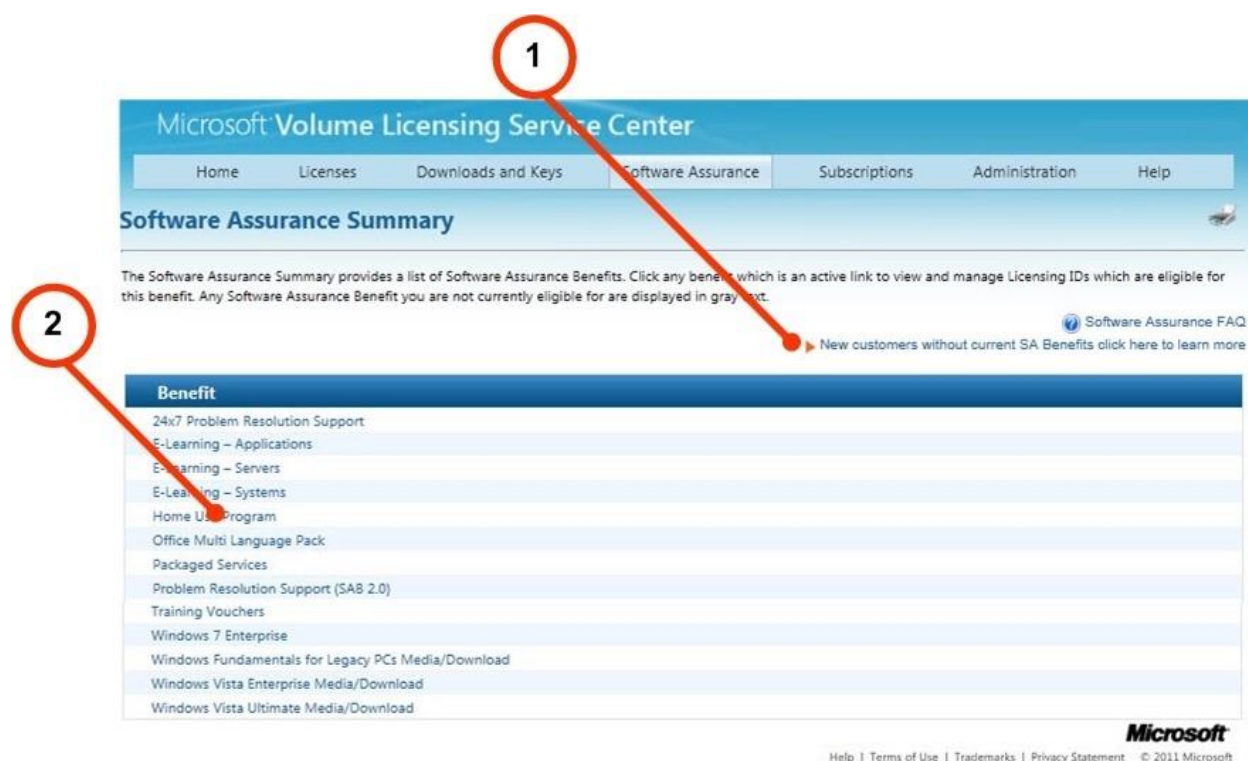 1
Microsoft Volume Licensing Service Center
Home Licenses Downloads and Keys Software Assurance Subscriptions Administration Help
Software Assurance Summary
The Software Assurance Summary provides a list of Software Assurance Benefits. Click any benefit which is an active link to view and manage Licensing IDs which are eligible for
this benefit. Any Software Assurance Benefit you are not currently eligible for are displayed in gray text.
2
Software Assurance FAQ
New customers without current SA Benefits click here to learn more
Benefit
24x7 Problem Resolution Support
E-Learning – Applications
E-Learning – Servers
E-Learning – Systems
Home Use Program
Office Multi Language Pack
Packaged Services
Problem Resolution Support (SAB 2.0)
Training Vouchers
Windows 7 Enterprise
Windows Fundamentals for Legacy PCs Media/Download
Windows Vista Enterprise Media/Download
Windows Vista Ultimate Media/Download
Microsoft
Help | Terms of Use | Trademarks | Privacy Statement © 2011 Microsoft